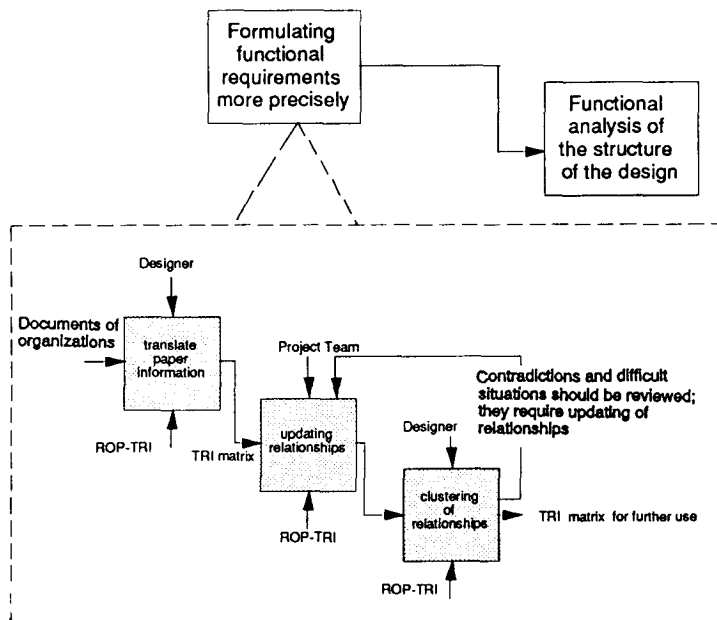 Formulating
functional
requirements
more precisely
Functional
analysis of
the structure
of the design
Designer
Documents of
organizations
translate
paper
information
ROP-TRI
TRI matrix
Project Team
updating
relationships
ROP-TRI
Contradictions and difficult
situations should be reviewed;
they require updating of
relationships
Designer
clustering
of
relationships
TRI matrix for further use
ROP-TRI